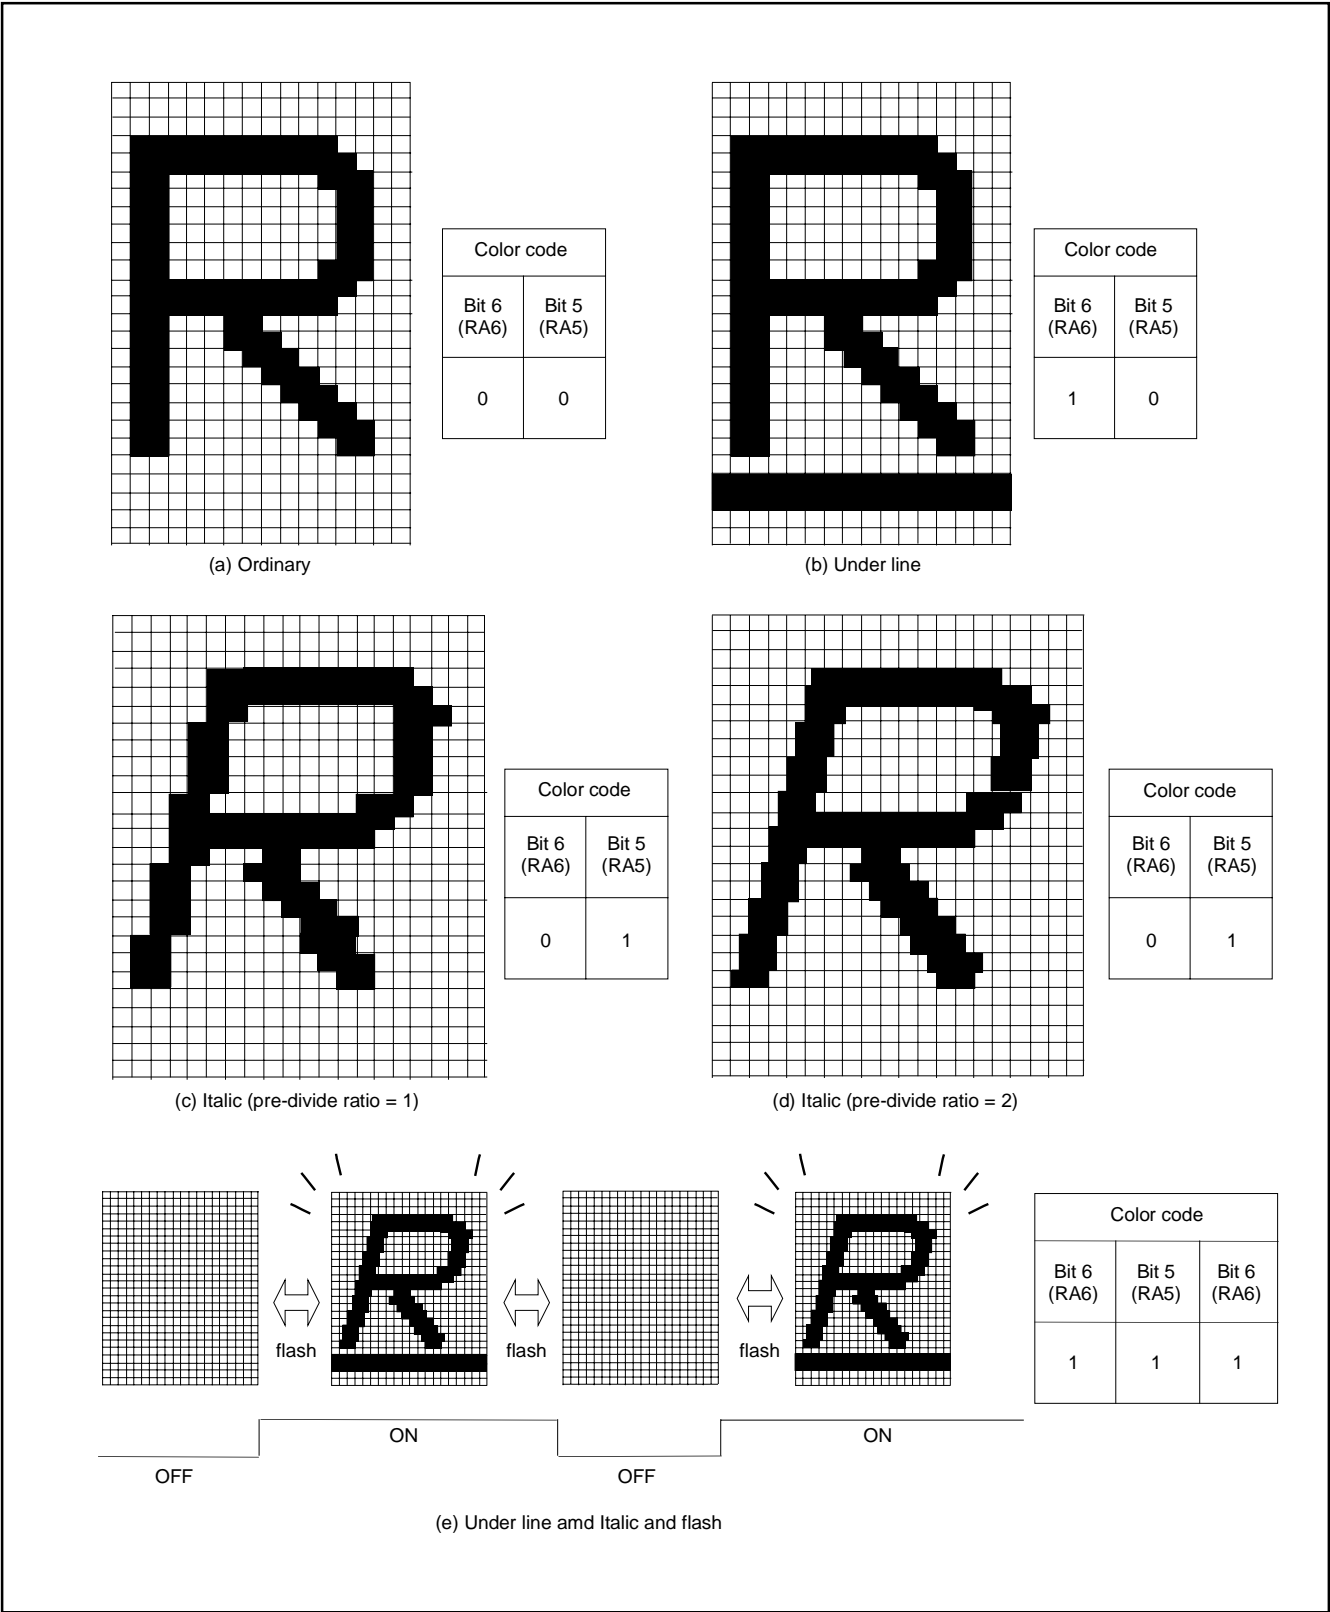 Color code
Bit 6 Bit 5
(RA6) (RA5)
0 0
Color code
Bit 6 Bit 5
(RA6) (RA5)
1 0
(a) Ordinary
(b) Under line
Color code
Bit 6 Bit 5
(RA6) (RA5)
0 1
Color code
Bit 6 Bit 5
(RA6) (RA5)
0 1
(c) Italic (pre-divide ratio = 1)
(d) Italic (pre-divide ratio = 2)
flash
flash
flash
Color code
Bit 6 Bit 5 Bit 6
(RA6) (RA5) (RA6)
1 1 1
OFF
ON
OFF
ON
(e) Under line amd Italic and flash